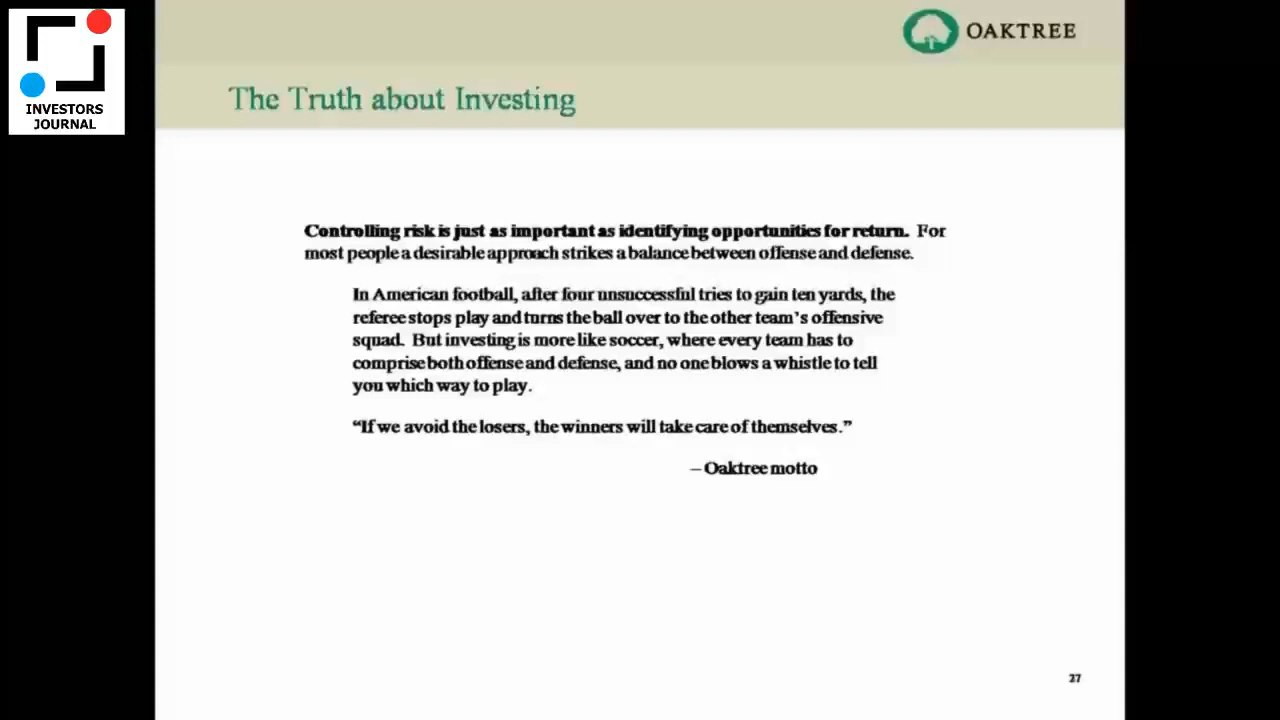 INVESTORS
JOURNAL
OAKTREE
The Truth about Investing
Controlling risk is just as important as identifying opportunities for return. For
most people a desirable approach strikes a balance between offense and defense.
In American football, after four unsuccessful tries to gain ten yards, the
referee stops play and turns the ball over to the other team's offensive
squad. But investing is more like soccer, where every team has to
comprise both offense and defense, and no one blows a whistle to tell
you which way to play.
“If we avoid the losers, the winners will take care of themselves.”
– Oaktree motto
27